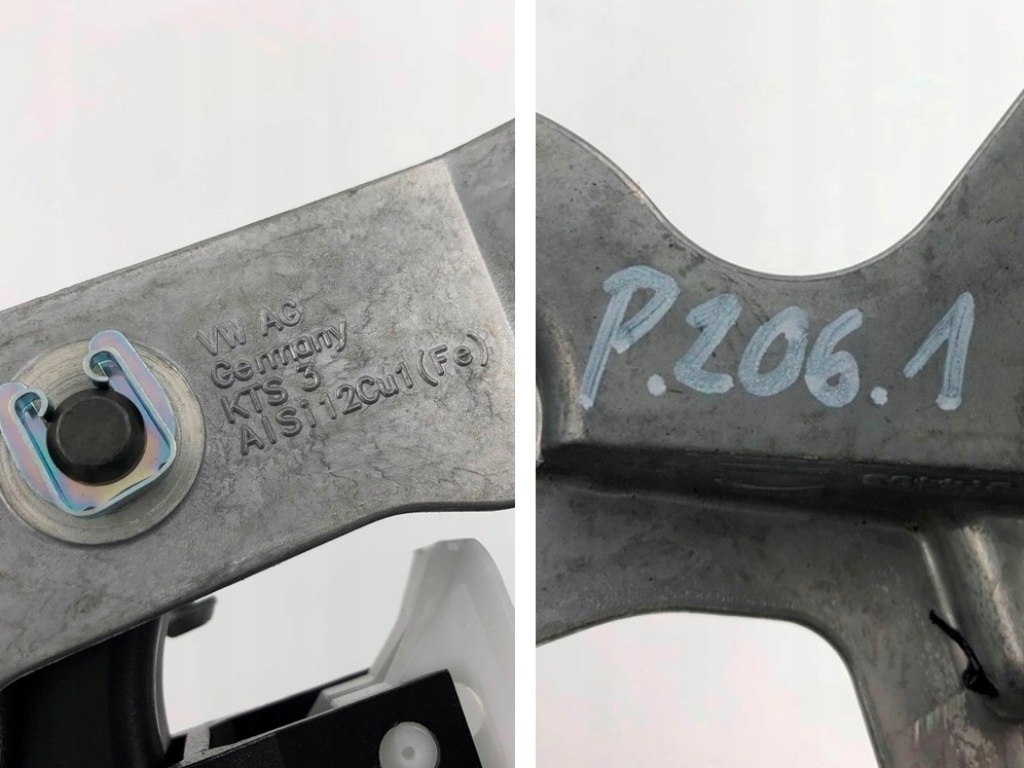 VW AG
Germany
KTS 3
AlSi12Cu1(Fe)
P.206.1